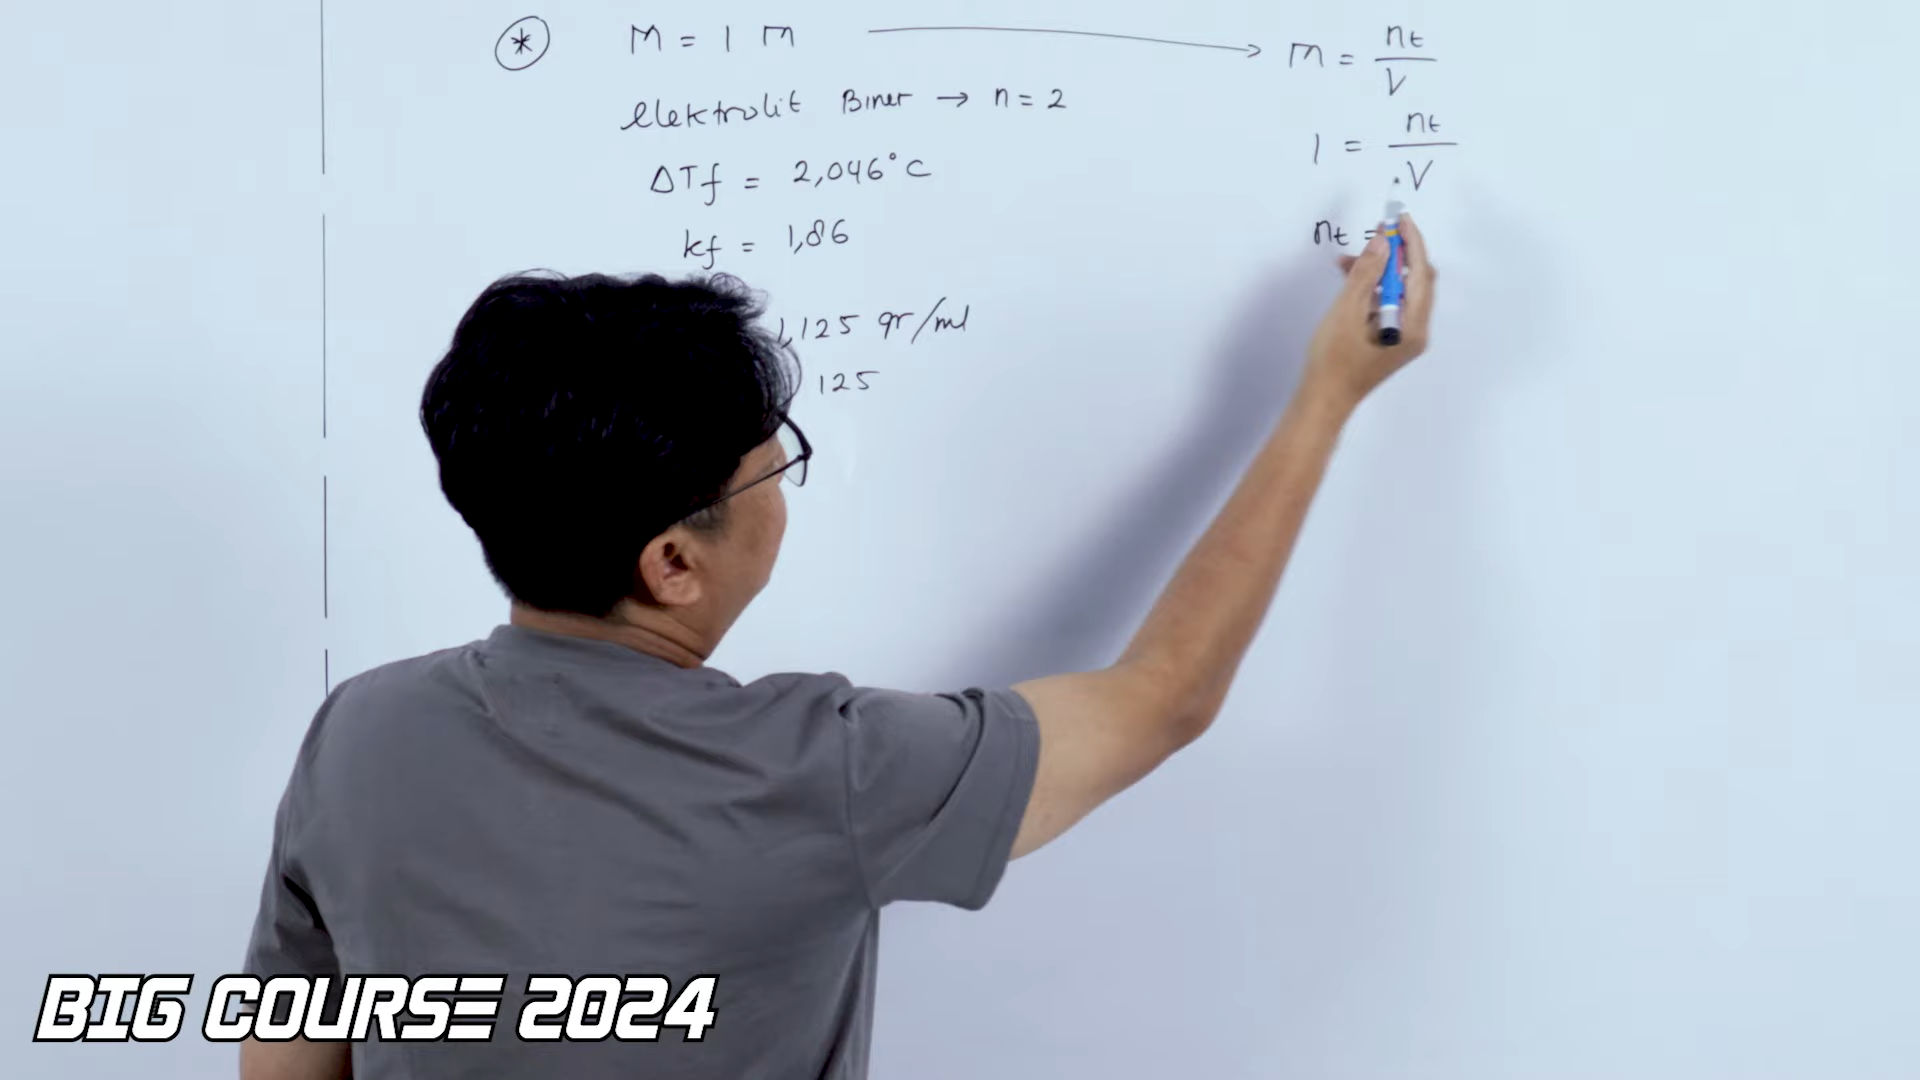 * M = 1 M → M = nt/V
elektrolit Biner → n = 2
ΔTf = 2,046°C
kf = 1,86
1,125 gr/ml
125
1 = nt/V
nt =
BIG COURSE 2024